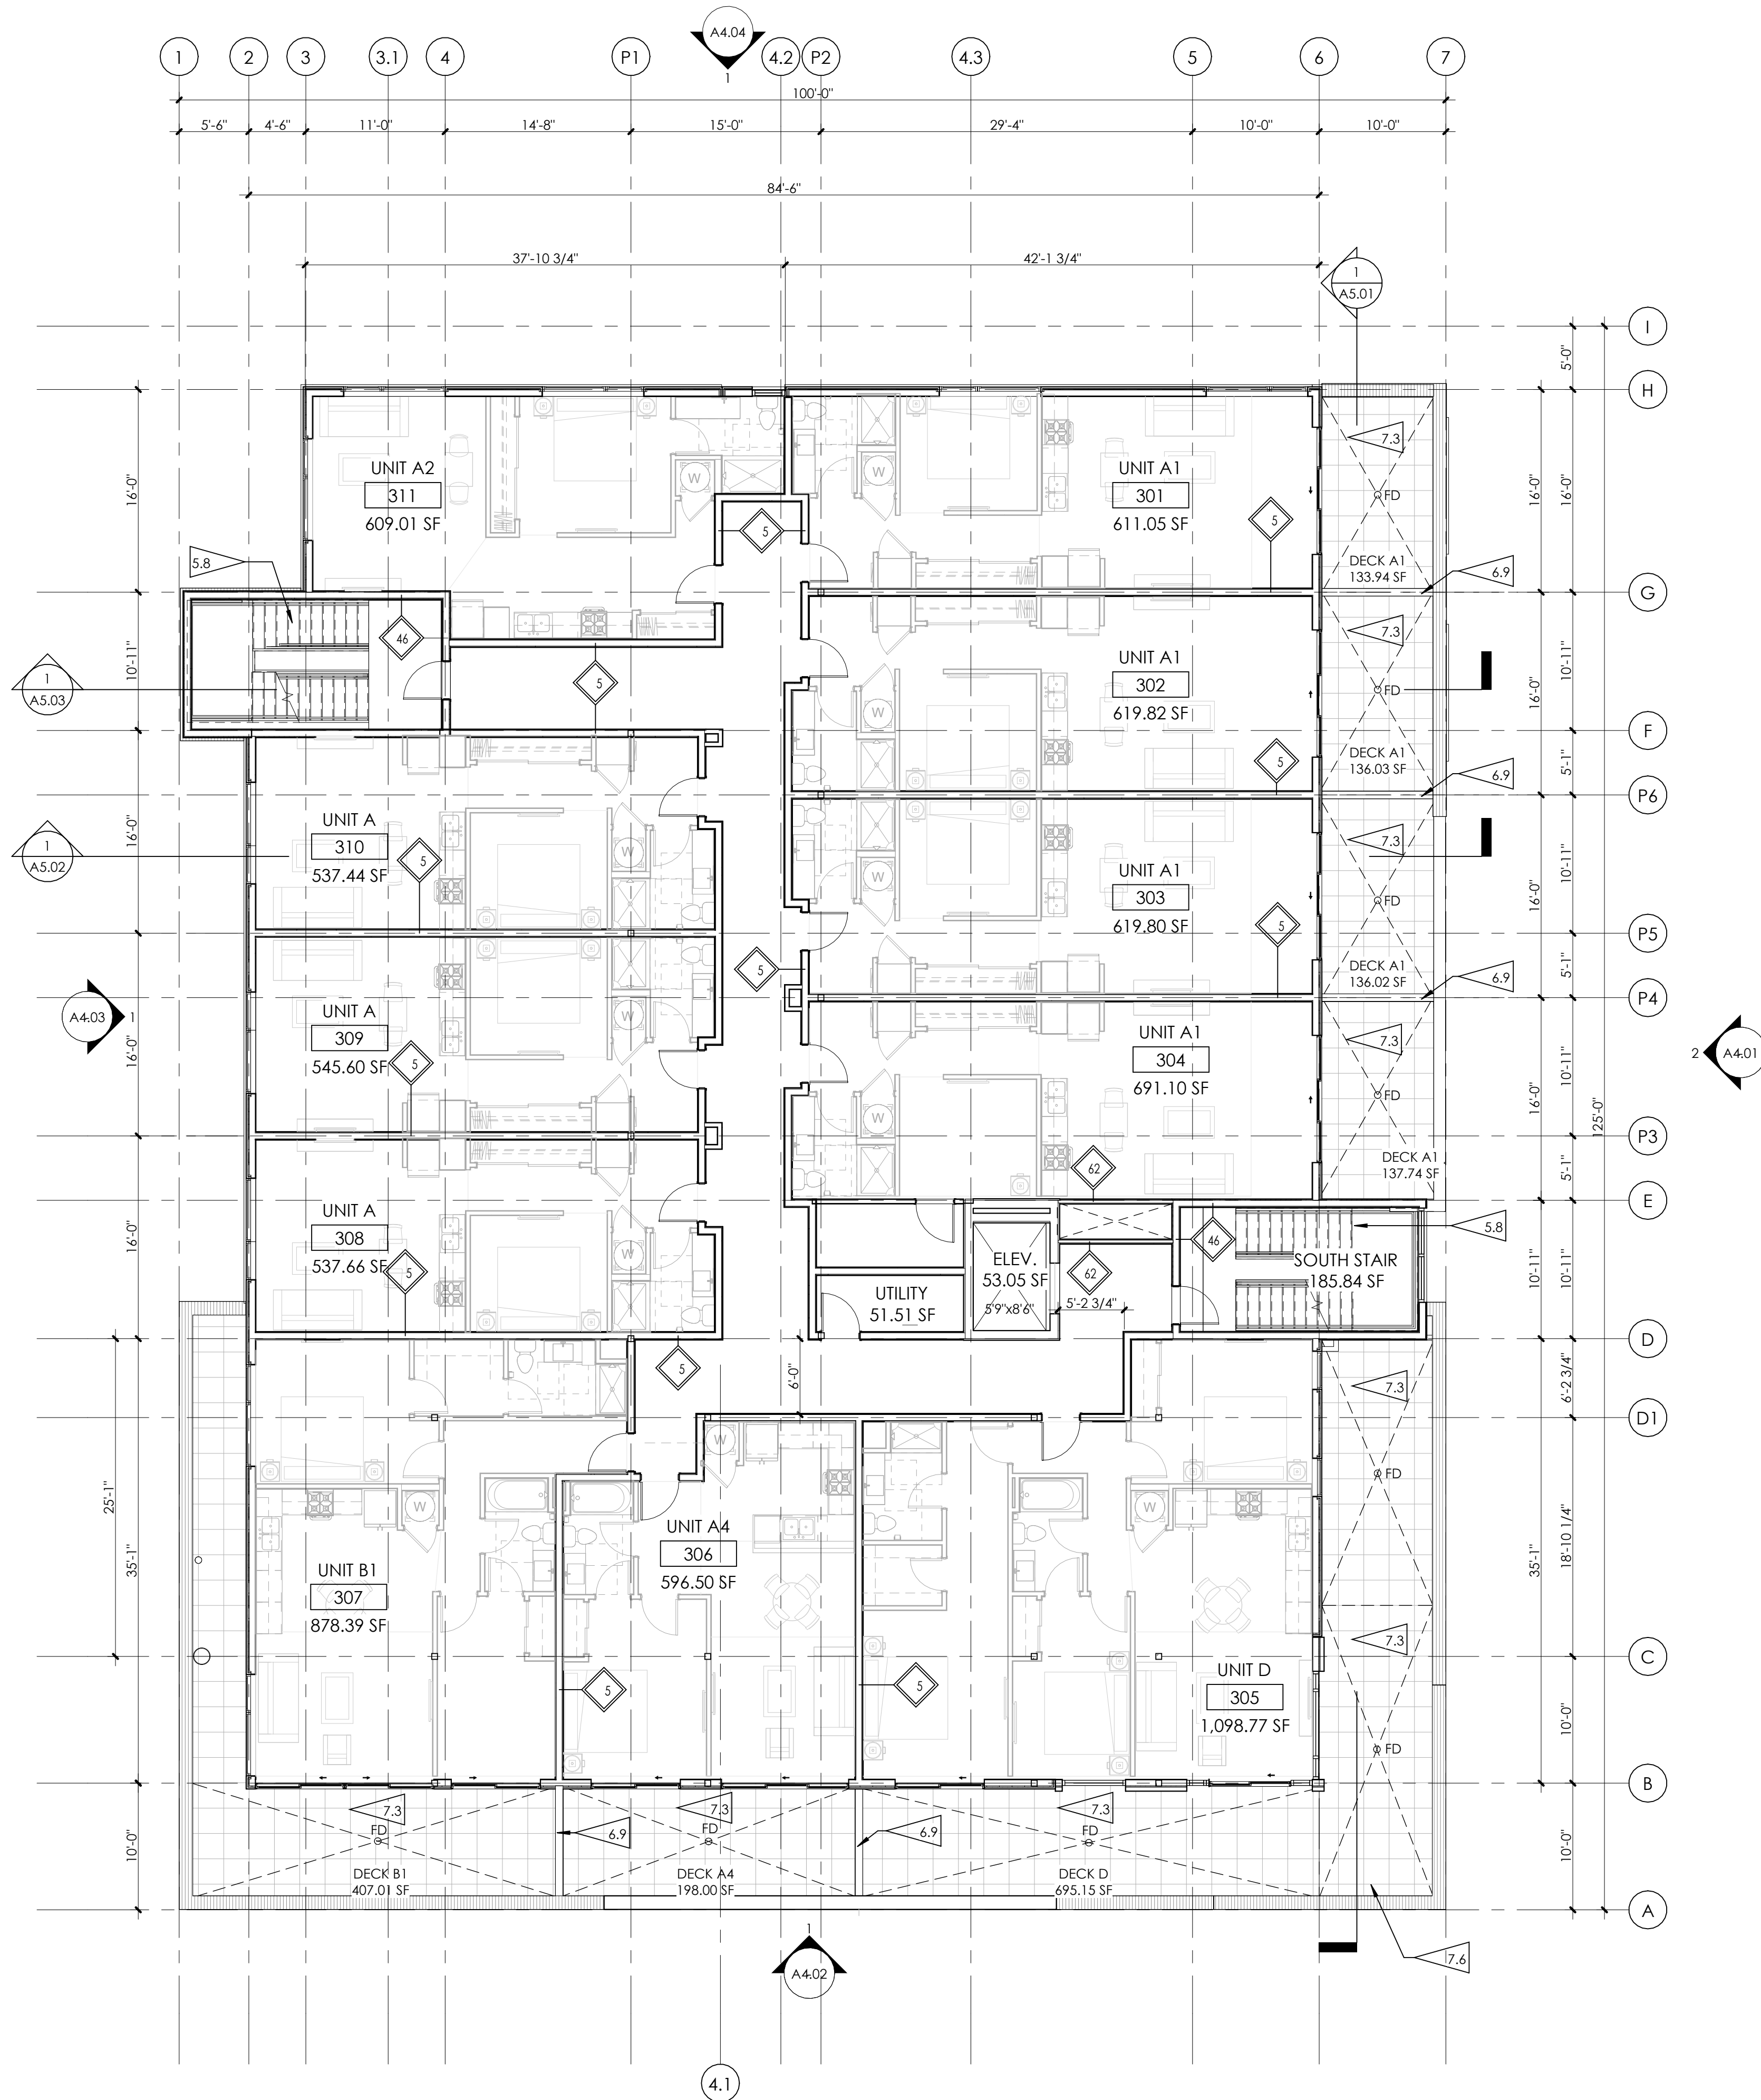 A4.04
1
1
2
3
3.1
4
P1
4.2
P2
4.3
5
6
7
100'-0"
5'-6"
4'-6"
11'-0"
14'-8"
15'-0"
29'-4"
10'-0"
10'-0"
84'-6"
37'-10 3/4"
42'-1 3/4"
1
A5.01
I
5'-0"
H
16'-0"
16'-0"
16'-0"
UNIT A2
311
609.01 SF
W
W
UNIT A1
301
611.05 SF
7.3
FD
5
5
DECK A1
133.94 SF
6.9
5.8
G
46
5
1
A5.03
10'-11"
UNIT A1
302
619.82 SF
W
7.3
FD
16'-0"
10'-11"
F
DECK A1
136.03 SF
5
6.9
5'-1"
P6
16'-0"
UNIT A
310
537.44 SF
5
W
1
A5.02
W
UNIT A1
303
619.80 SF
7.3
FD
16'-0"
10'-11"
P5
5
5
DECK A1
136.02 SF
6.9
5'-1"
P4
A4.03
1
16'-0"
UNIT A
309
545.60 SF
5
W
UNIT A1
304
691.10 SF
W
7.3
FD
16'-0"
10'-11"
125'-0"
2
A4.01
P3
62
DECK A1
137.74 SF
5'-1"
E
16'-0"
UNIT A
308
537.66 SF
5
W
ELEV.
53.05 SF
5'9"x8'6"
62
5'-2 3/4"
UTILITY
51.51 SF
46
SOUTH STAIR
185.84 SF
5.8
10'-11"
10'-11"
D
5
6'-0"
7.3
6'-2 3/4"
D1
25'-1"
35'-1"
W
W
W
FD
UNIT B1
307
878.39 SF
UNIT A4
306
596.50 SF
35'-1"
18'-10 1/4"
7.3
C
5
5
UNIT D
305
1,098.77 SF
FD
10'-0"
B
10'-0"
7.3
FD
6.9
7.3
FD
6.9
7.3
FD
10'-0"
DECK B1
407.01 SF
DECK A4
198.00 SF
DECK D
695.15 SF
A
1
A4.02
7.6
4.1